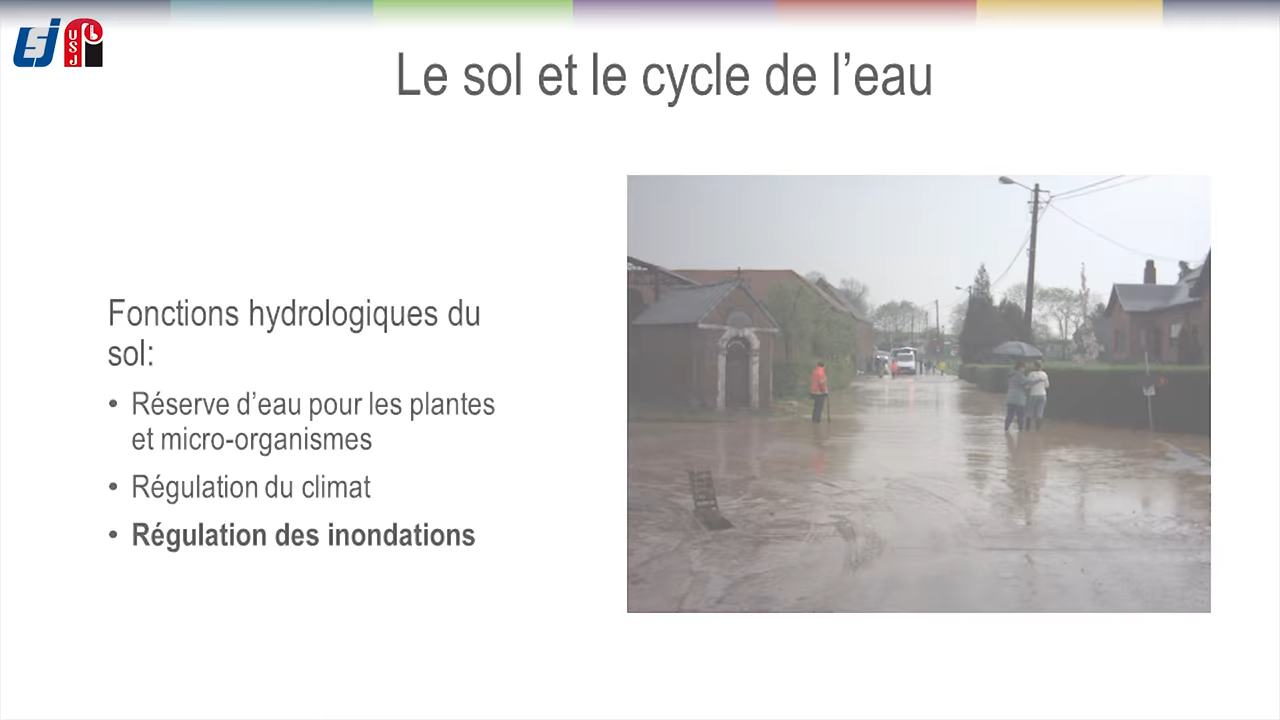 USJ
Le sol et le cycle de l’eau
Fonctions hydrologiques du
sol:
• Réserve d’eau pour les plantes
et micro-organismes
• Régulation du climat
• Régulation des inondations